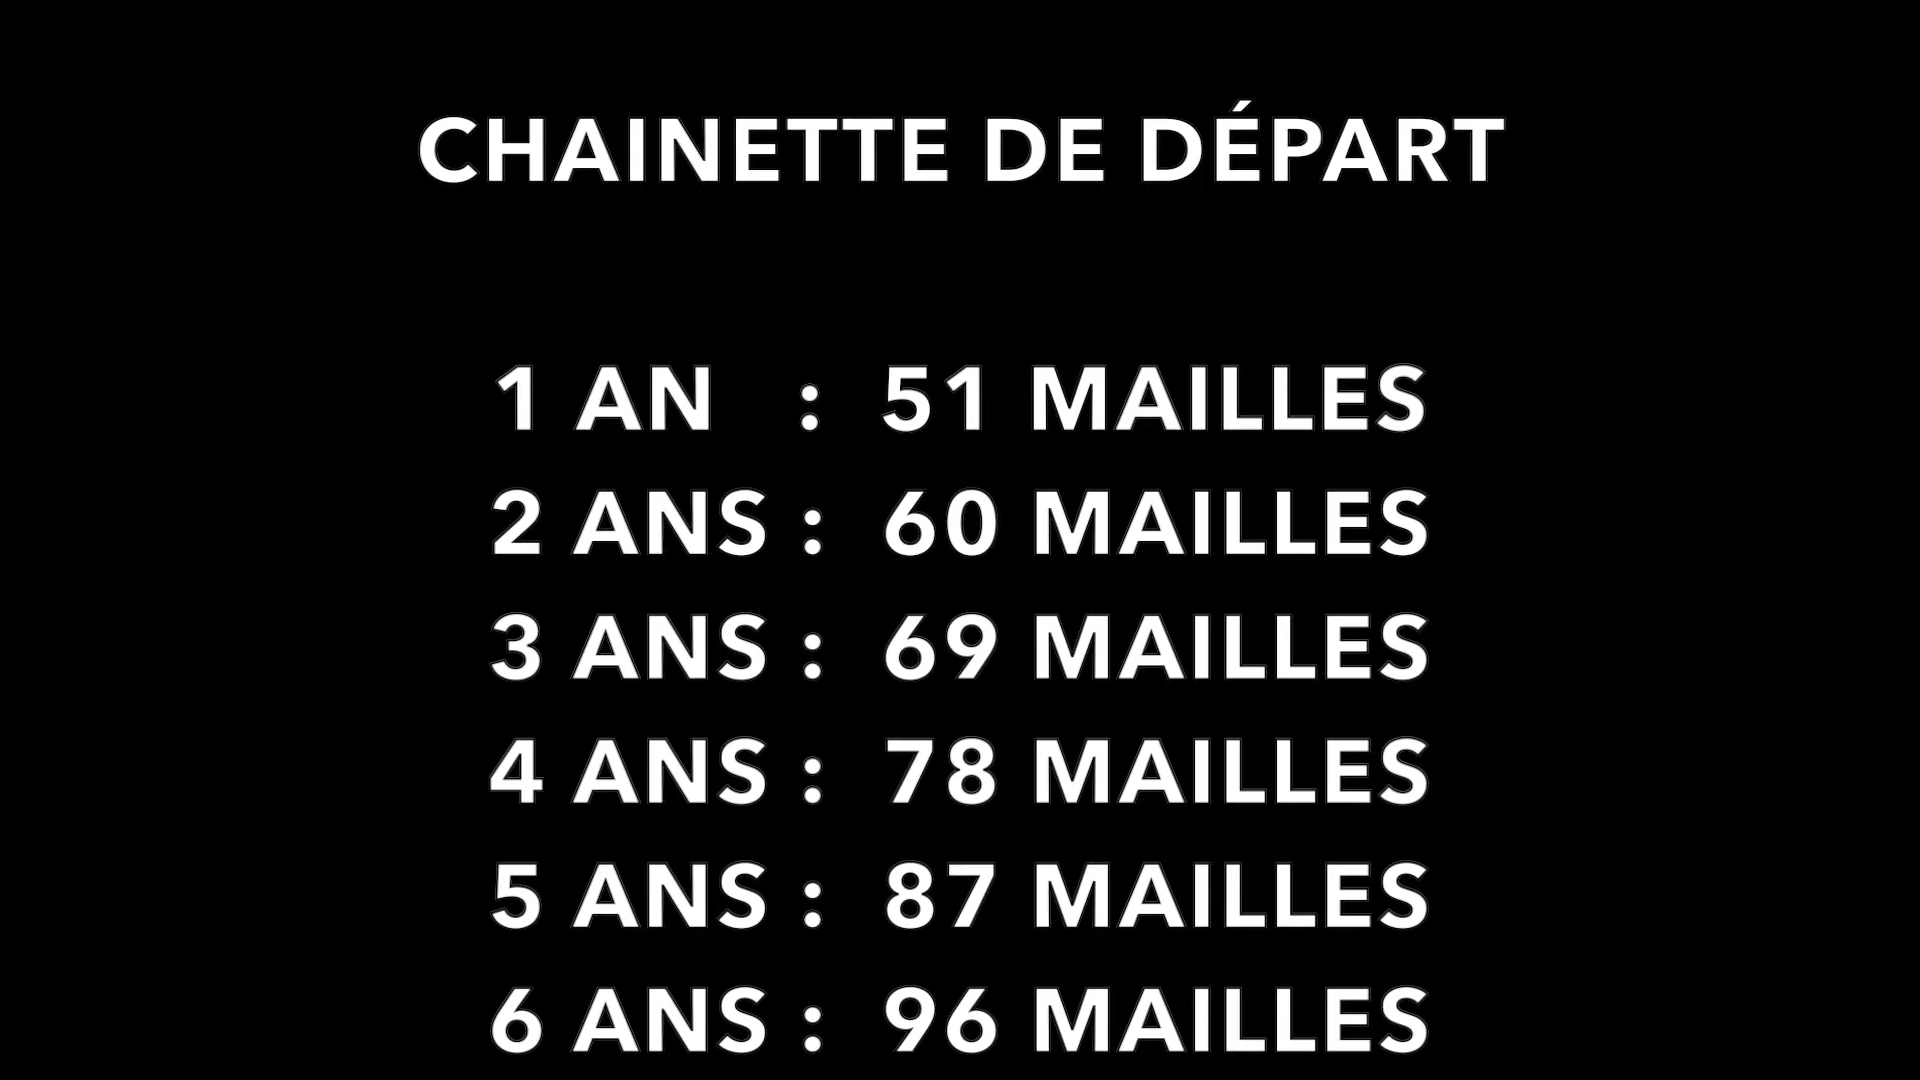 CHAINETTE DE DÉPART
1 AN : 51 MAILLES
2 ANS : 60 MAILLES
3 ANS : 69 MAILLES
4 ANS : 78 MAILLES
5 ANS : 87 MAILLES
6 ANS : 96 MAILLES